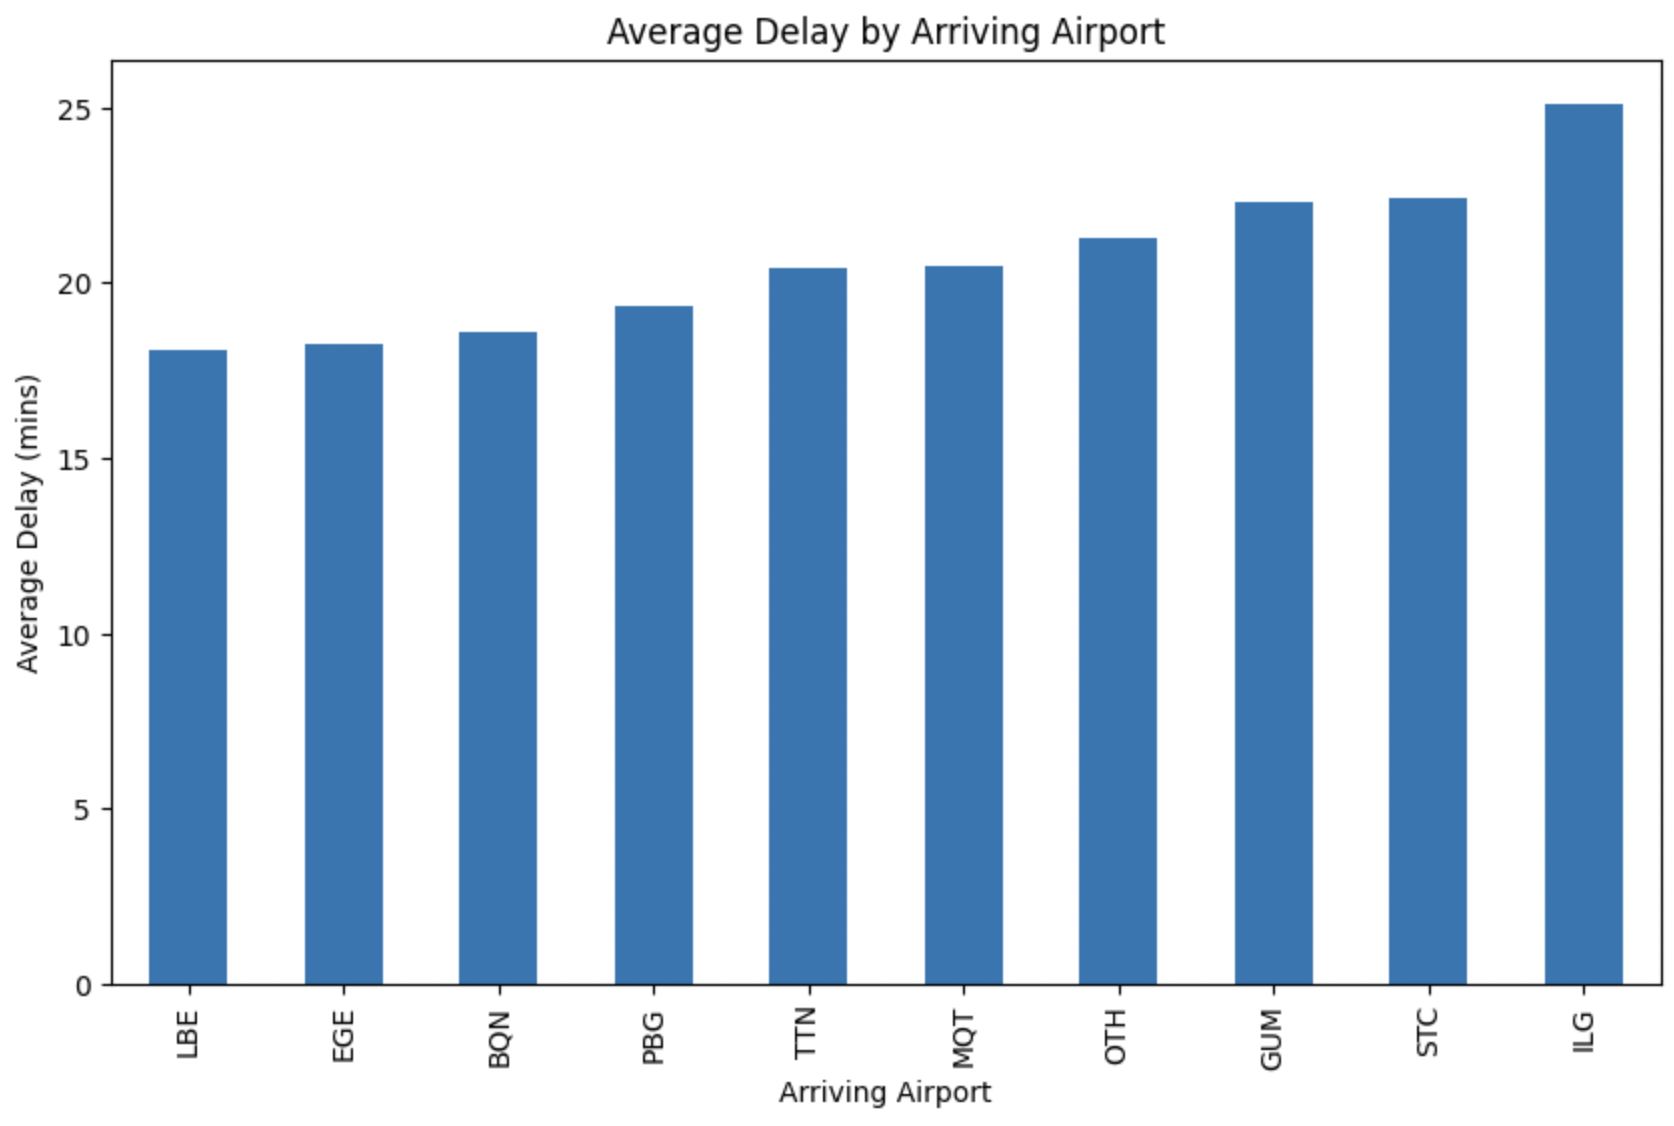 Average Delay by Arriving Airport
Average Delay (mins)
25
20
15
10
5
0
LBE EGE BQN PBG TTN MQT OTH GUM STC ILG
Arriving Airport